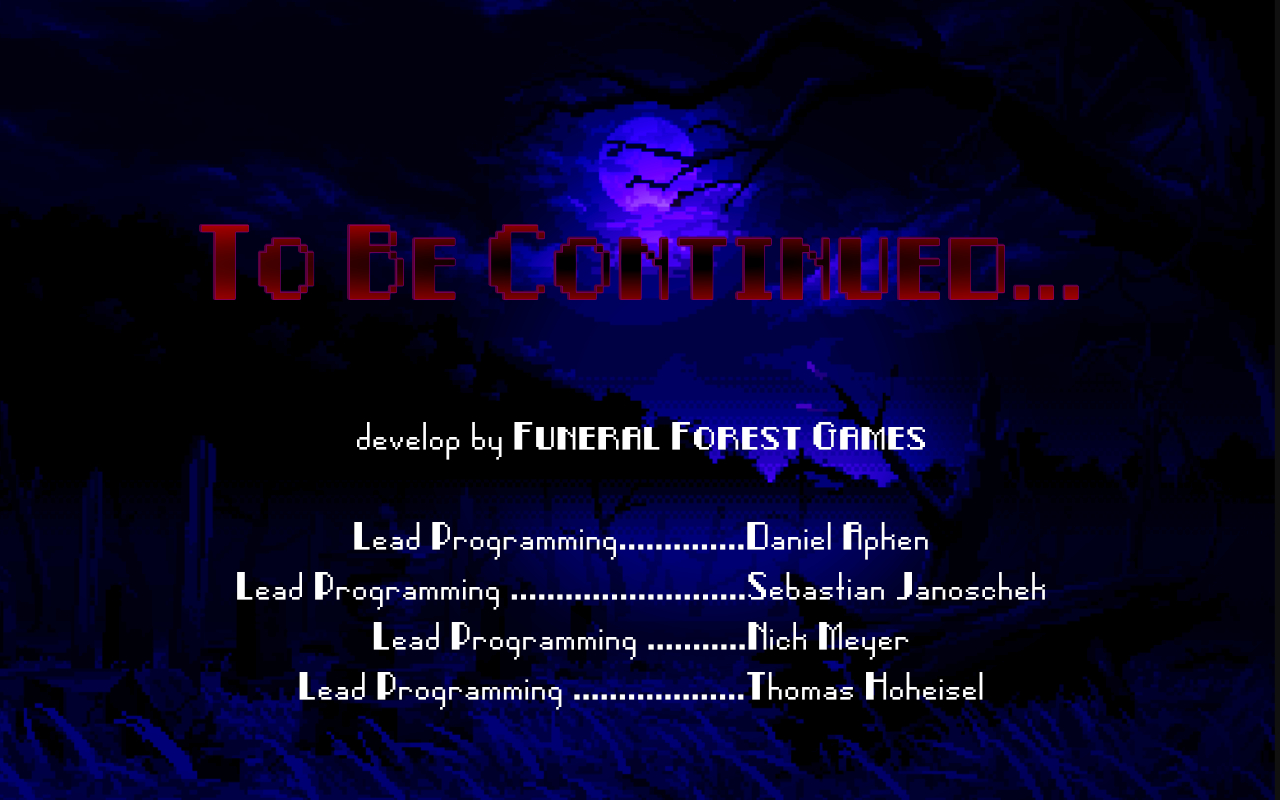 To Be Continued...
develop by Funeral Forest Games
Lead Programming..............Daniel Apken
Lead Programming ..........................Sebastian Janoschek
Lead Programming ...........Nick Meyer
Lead Programming ...................Thomas Hoheisel